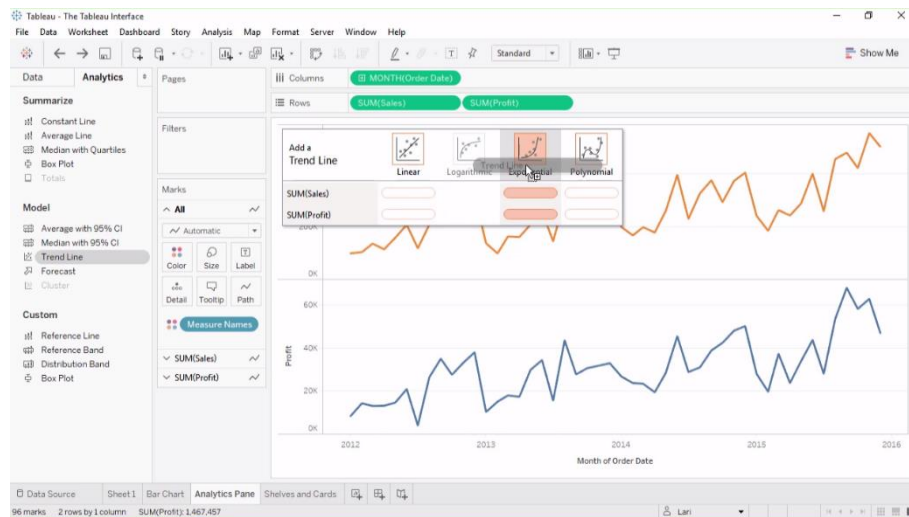 Tableau - The Tableau Interface
File Data Worksheet Dashboard Story Analysis Map Format Server Window Help
Standard
Show Me
Data Analytics
Summarize
Constant Line
Average Line
Median with Quartiles
Box Plot
Totals
Model
Average with 95% CI
Median with 95% CI
Trend Line
Forecast
Cluster
Custom
Reference Line
Reference Band
Distribution Band
Box Plot
Pages
Filters
Marks
All
Automatic
Color Size Label
Detail Tooltip Path
Measure Names
SUM(Sales)
SUM(Profit)
Columns MONTH(Order Date)
Rows SUM(Sales) SUM(Profit)
Add a
Trend Line
Linear Logarithmic Exponential Polynomial
Trend Line
SUM(Sales)
SUM(Profit)
200K
0K
60K
40K
20K
0K
Profit
2012 2013 2014 2015 2016
Month of Order Date
Data Source Sheet 1 Bar Chart Analytics Pane Shelves and Cards
96 marks 2 rows by 1 column SUM(Profit): 1,467,457
Lari